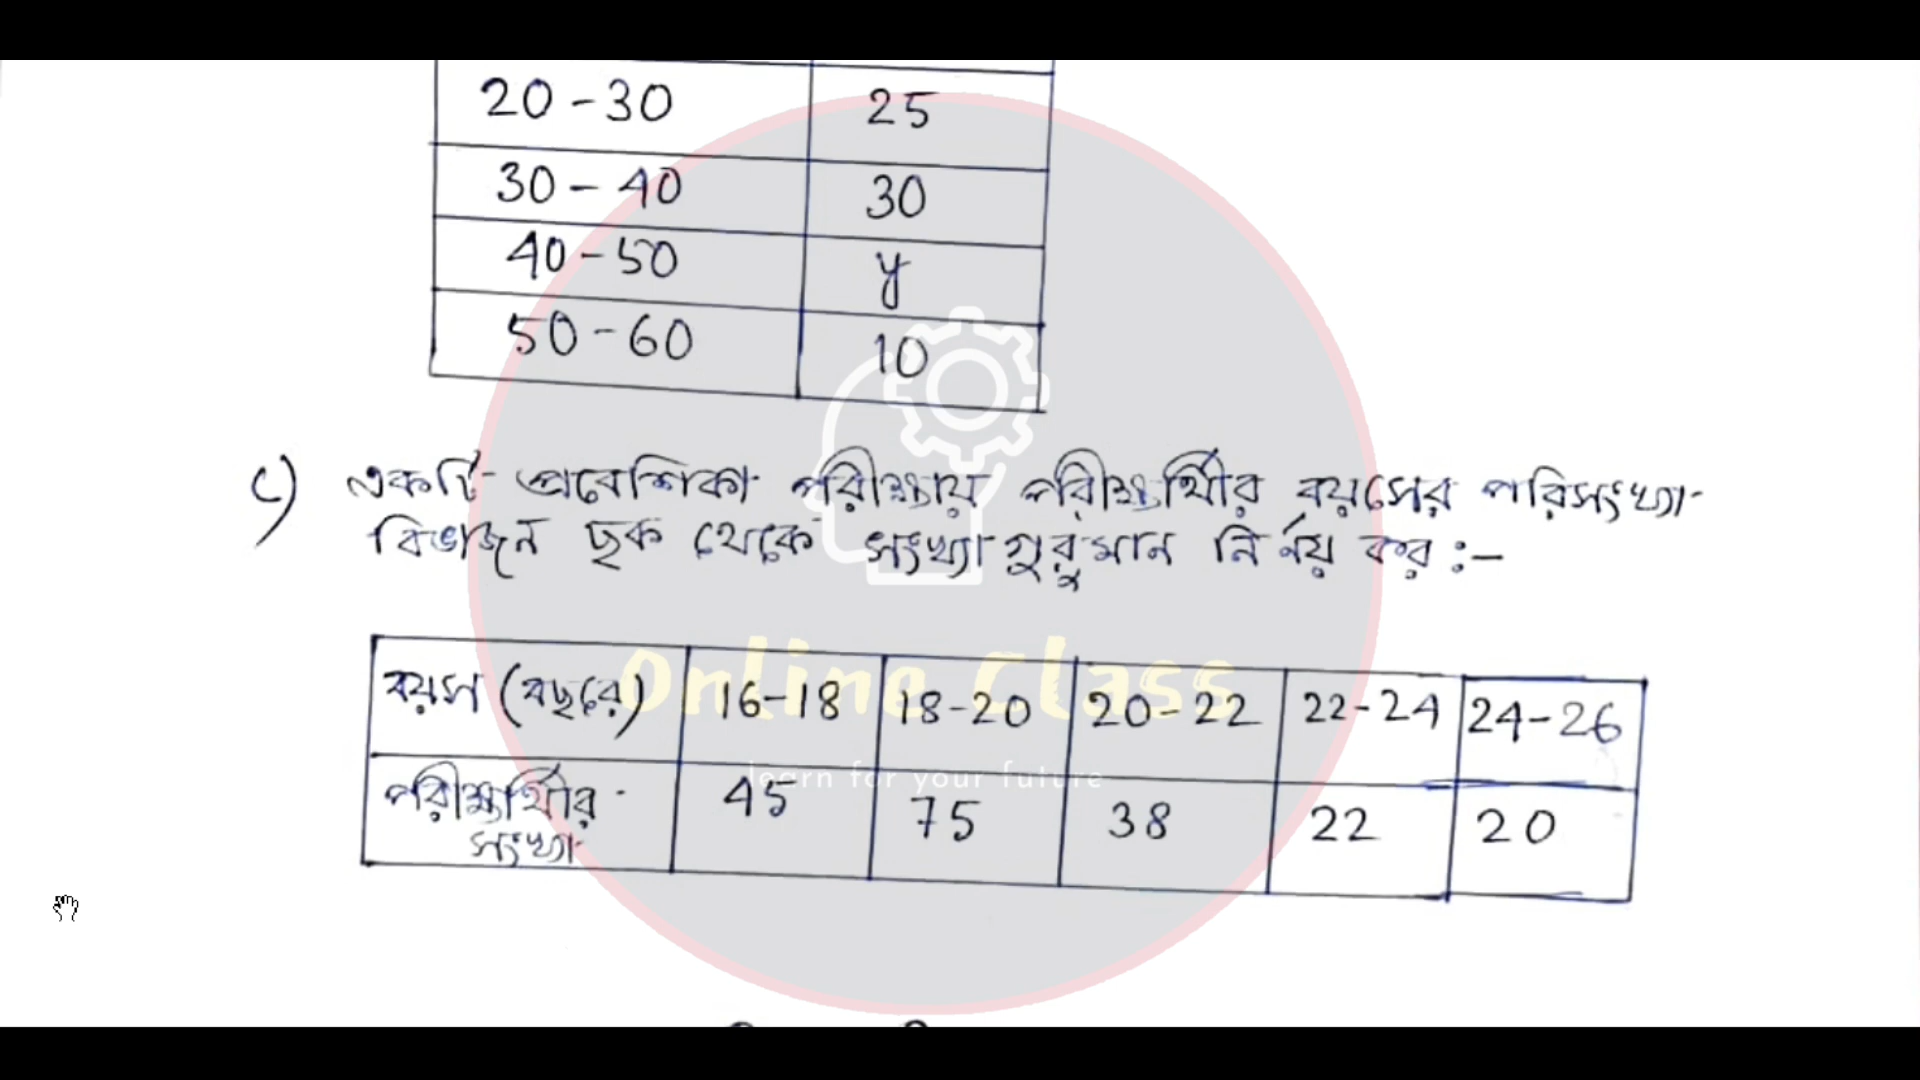 20-30 25
30-40 30
40-50 y
50-60 10
c) একটি প্রবেশিকা পরীক্ষায় পরীক্ষার্থীর বয়সের পরিসংখ্যা
বিভাজন ছক থেকে সংখ্যাগুরুমান নির্ণয় কর :-
Online Class
learn for your future
বয়স (বছরে) 16-18 18-20 20-22 22-24 24-26
পরীক্ষার্থীর 45 75 38 22 20
সংখ্যা